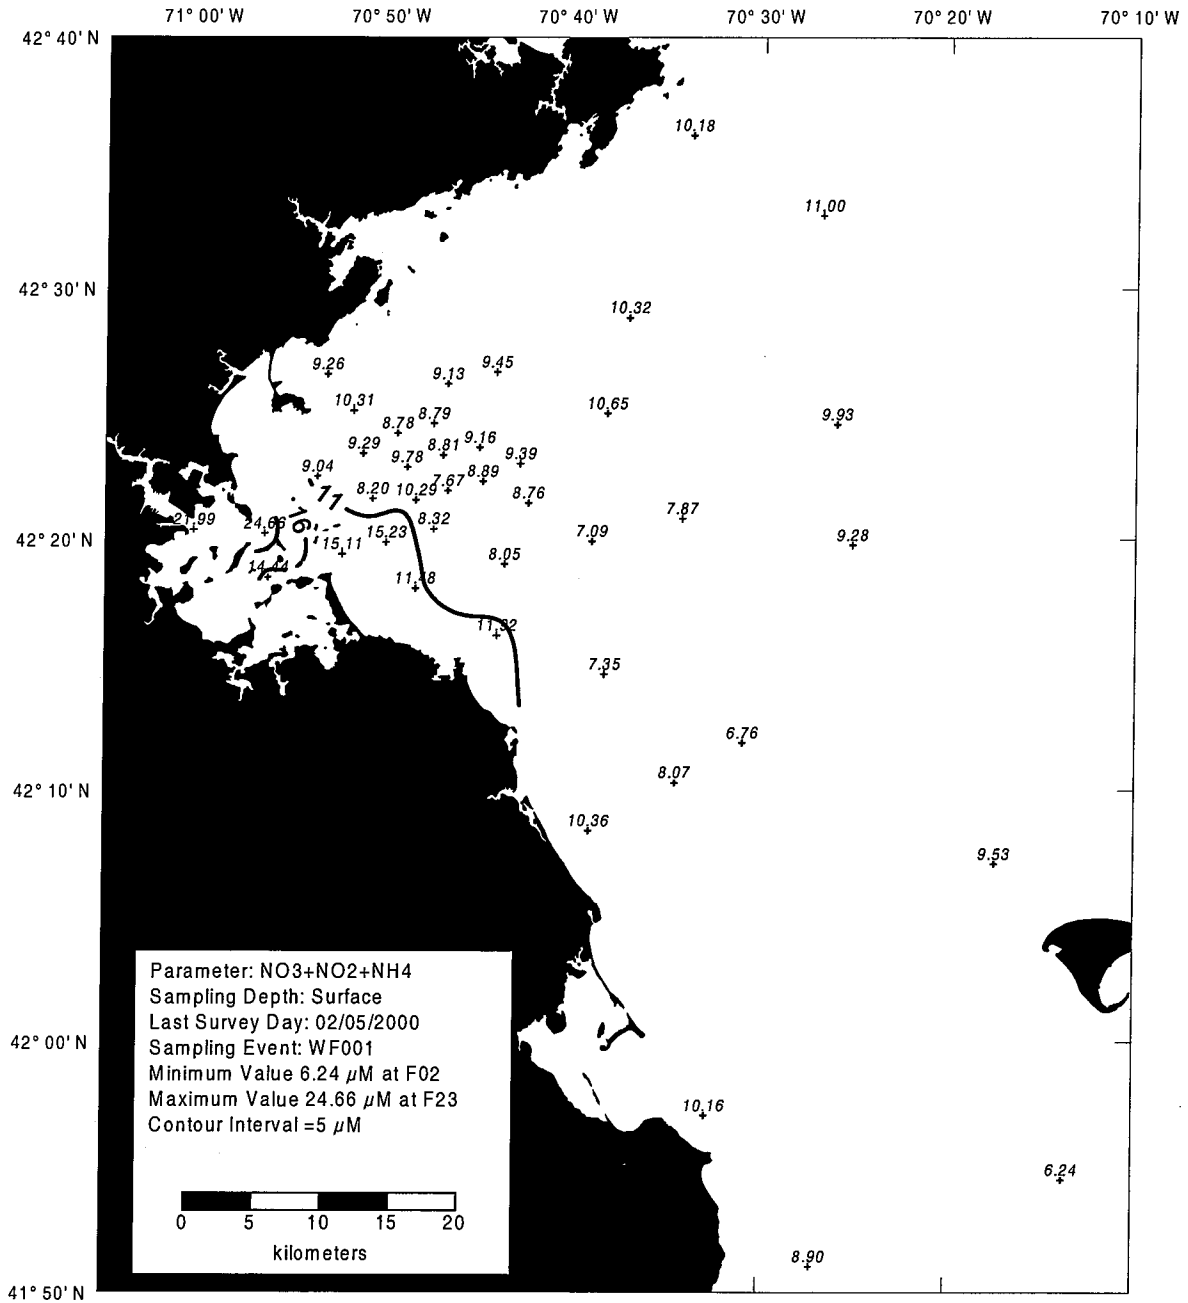 71° 00' W 70° 50' W 70° 40' W 70° 30' W 70° 20' W 70° 10' W
42° 40' N
10.18
11.00
42° 30' N
10.32
9.26
9.13
9.45
10.31
10.65
9.93
8.78
8.79
9.29
9.78
8.81
9.16
9.39
9.04
8.20
10.29
7.67
8.89
8.76
11
7.87
21.99
24.66
16
15.11
15.23
8.32
7.09
9.28
42° 20' N
8.05
14.44
11.48
11.32
7.35
6.76
8.07
42° 10' N
10.36
9.53
Parameter: NO3+NO2+NH4
Sampling Depth: Surface
Last Survey Day: 02/05/2000
Sampling Event: WF001
Minimum Value 6.24 µM at F02
Maximum Value 24.66 µM at F23
Contour Interval =5 µM
42° 00' N
10.16
6.24
0 5 10 15 20
kilometers
8.90
41° 50' N